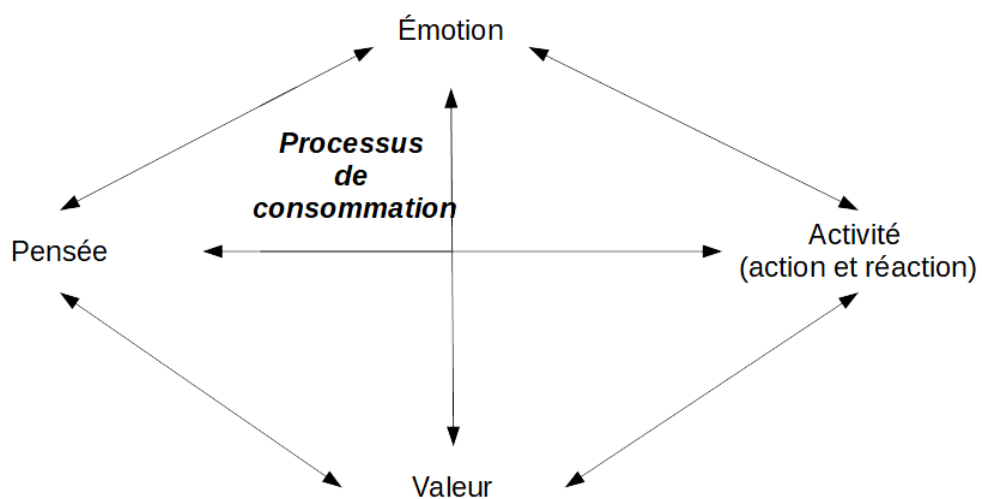 Émotion
Processus
de
consommation
Pensée
Activité
(action et réaction)
Valeur